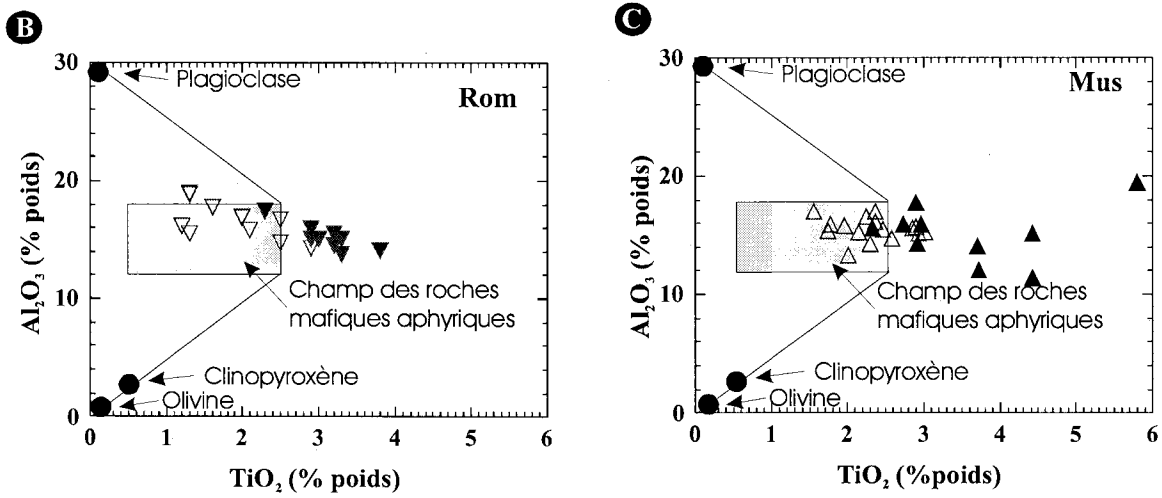 B
30
20
10
0
Al₂O₃ (% poids)
Plagioclase
Rom
Champ des roches
mafiques aphyriques
Clinopyroxène
Olivine
0 1 2 3 4 5 6
TiO₂ (% poids)
C
30
20
10
0
Al₂O₃ (% poids)
Plagioclase
Mus
Champ des roches
mafiques aphyriques
Clinopyroxène
Olivine
0 1 2 3 4 5 6
TiO₂ (%poids)